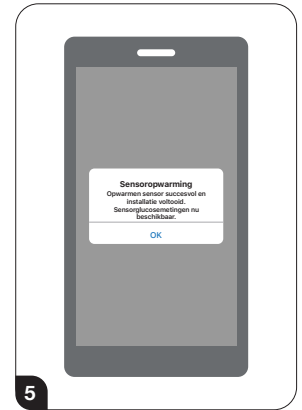 Sensoropwarming
Opwarmen sensor succesvol en
installatie voltooid.
Sensorglucosemetingen nu
beschikbaar.
OK
5